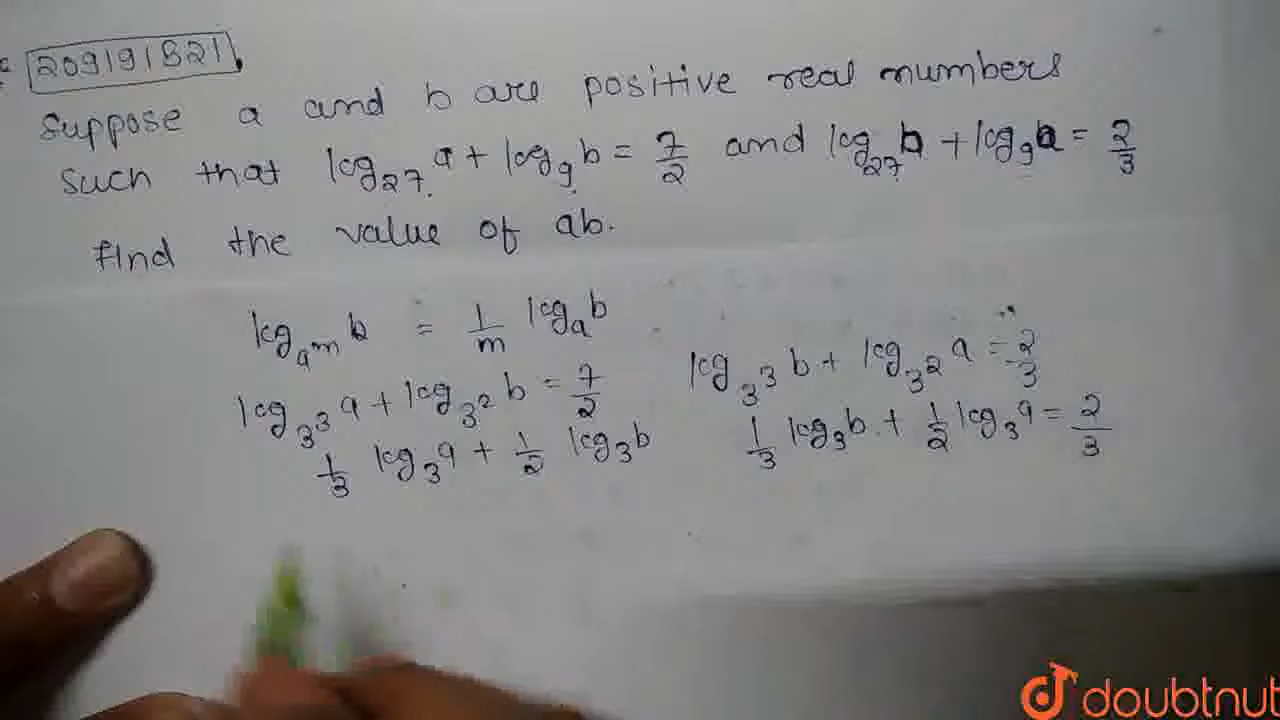 209191821
suppose a and b are positive real numbers
such that log₂₇ a + log₉ b = 7/2 and log₂₇ b + log₉ a = 2/3
Find the value of ab.
log_{a^m} b = 1/m log_a b
log_{3^3} a + log_{3^2} b = 7/2
log_{3^3} b + log_{3^2} a = 2/3
1/3 log₃ a + 1/2 log₃ b
1/3 log₃ b + 1/2 log₃ a = 2/3
doubtnut